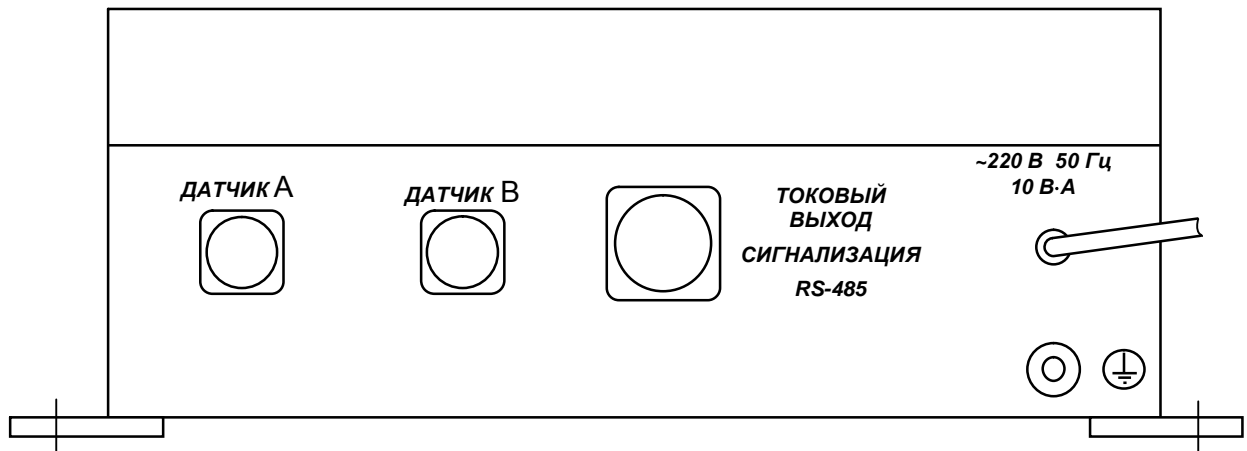 ДАТЧИК А
ДАТЧИК В
ТОКОВЫЙ
ВЫХОД
СИГНАЛИЗАЦИЯ
RS-485
~220 В 50 Гц
10 В·А